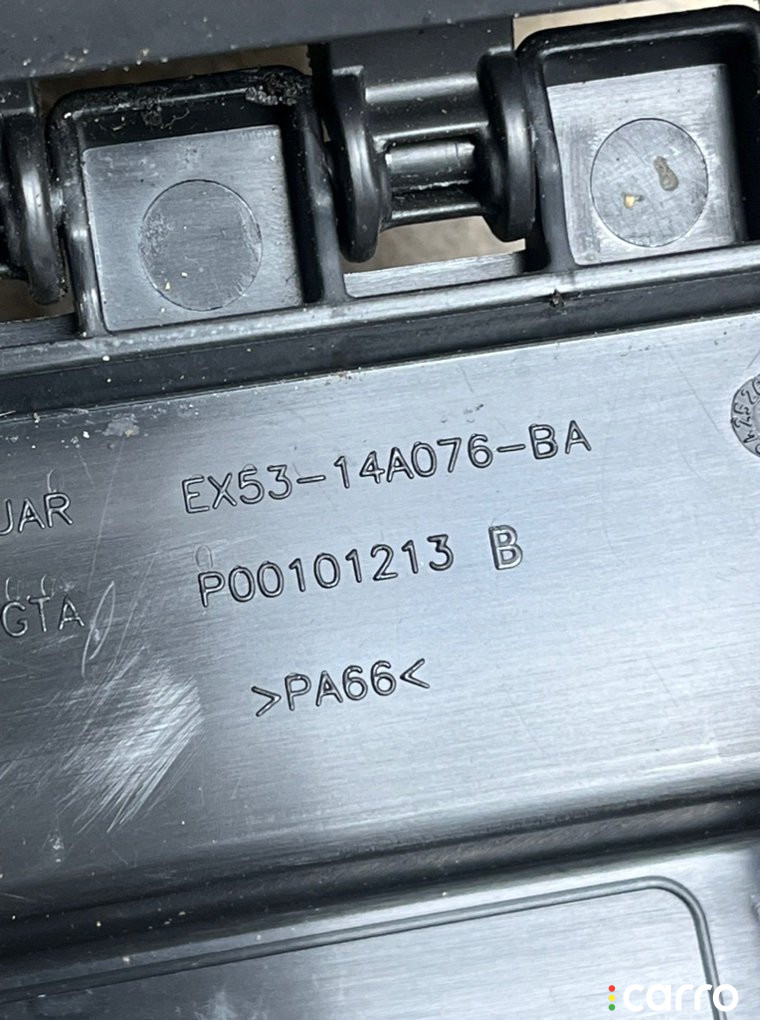 UAR EX53-14A076-BA
GTA P00101213 B
>PA66<
carro